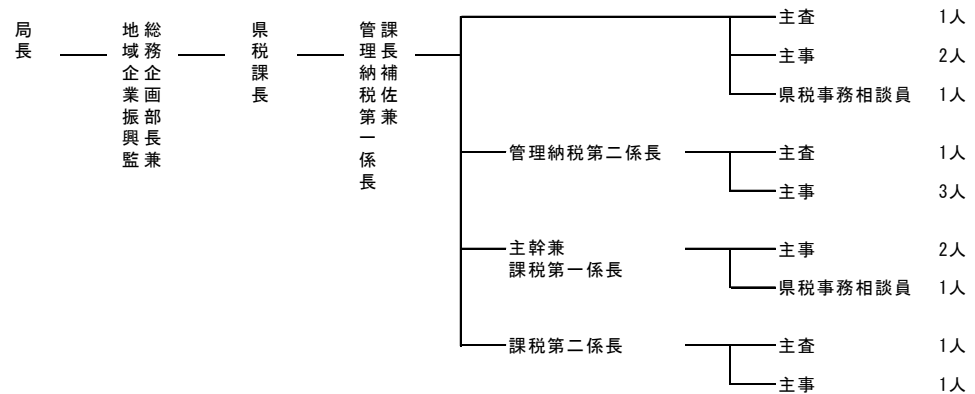 局長
総務企画部長兼
地域企業振興監
県税課長
課長補佐兼
管理納税第一係長
主査 1人
主事 2人
県税事務相談員 1人
管理納税第二係長
主査 1人
主事 3人
主幹兼
課税第一係長
主事 2人
県税事務相談員 1人
課税第二係長
主査 1人
主事 1人